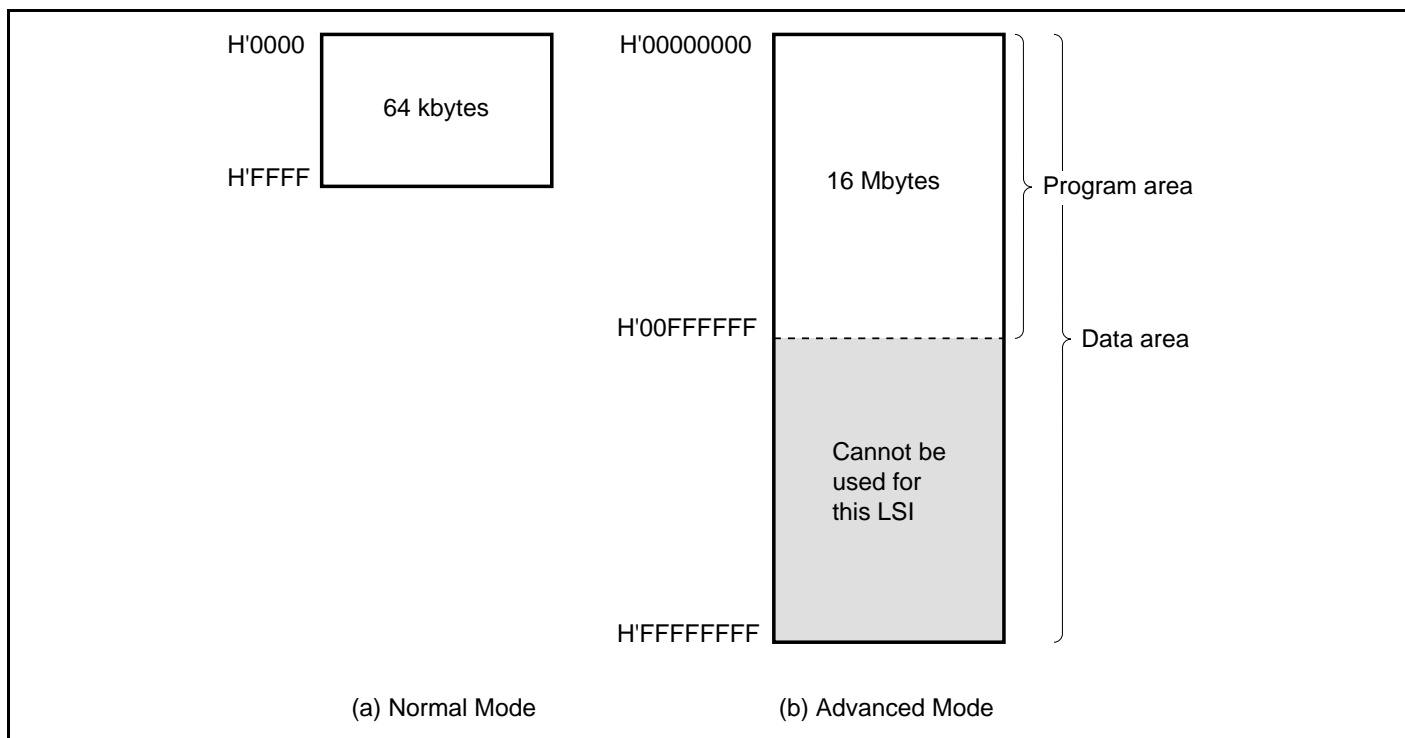 H'0000
64 kbytes
H'FFFF
(a) Normal Mode
H'00000000
16 Mbytes
H'00FFFFFF
Program area
Data area
Cannot be
used for
this LSI
H'FFFFFFFF
(b) Advanced Mode